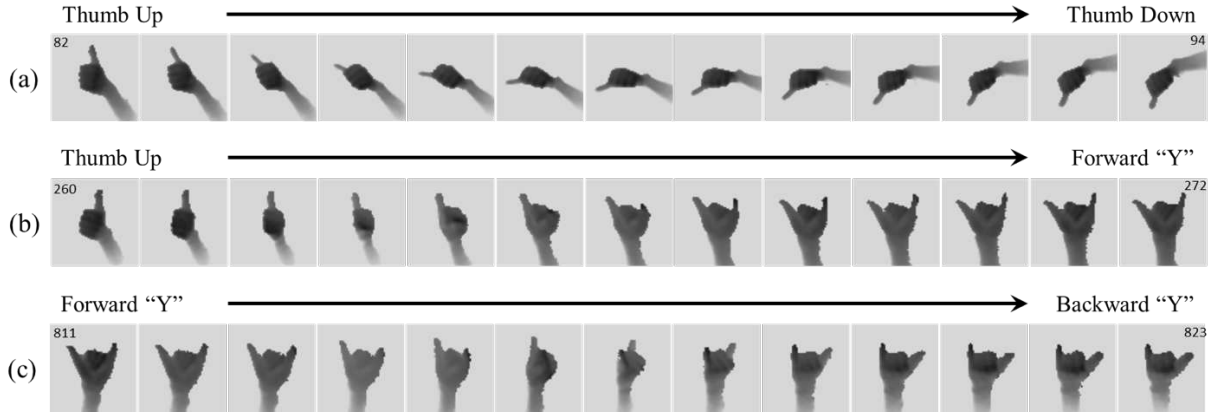 Thumb Up Thumb Down
82 94
(a)
Thumb Up Forward “Y”
260 272
(b)
Forward “Y” Backward “Y”
811 823
(c)